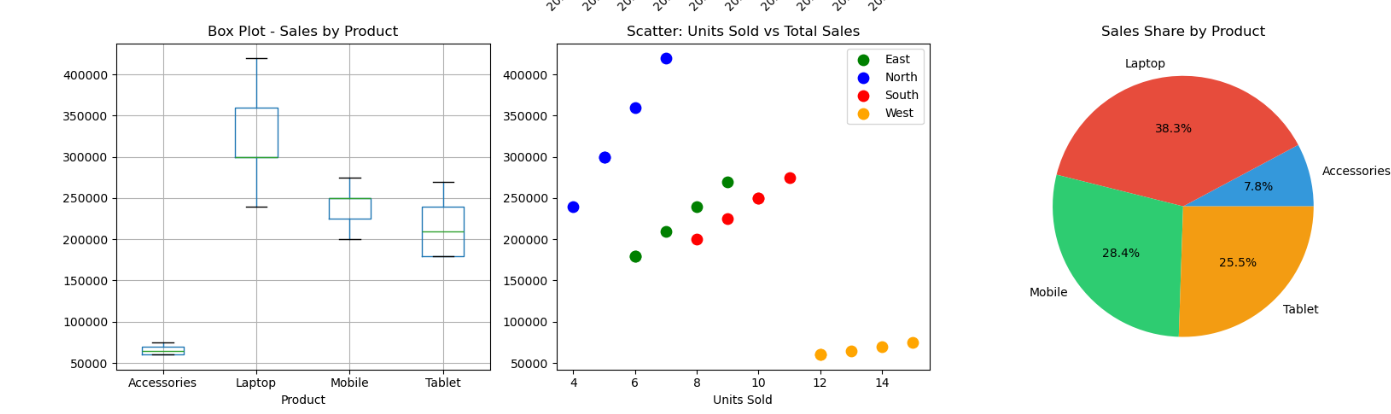 Box Plot - Sales by Product
400000
350000
300000
250000
200000
150000
100000
50000
Accessories
Laptop
Mobile
Tablet
Product
Scatter: Units Sold vs Total Sales
East
North
South
West
400000
350000
300000
250000
200000
150000
100000
50000
4
6
8
10
12
14
Units Sold
Sales Share by Product
Laptop
38.3%
Accessories
7.8%
28.4%
25.5%
Mobile
Tablet